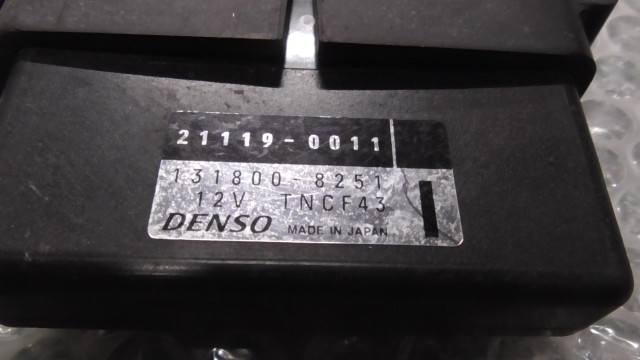 21119-0011
131800-8251
12V TNCF43
DENSO MADE IN JAPAN